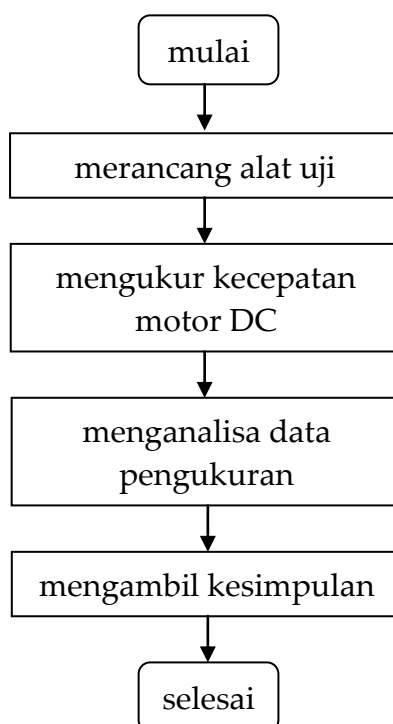 mulai
merancang alat uji
mengukur kecepatan
motor DC
menganalisa data
pengukuran
mengambil kesimpulan
selesai